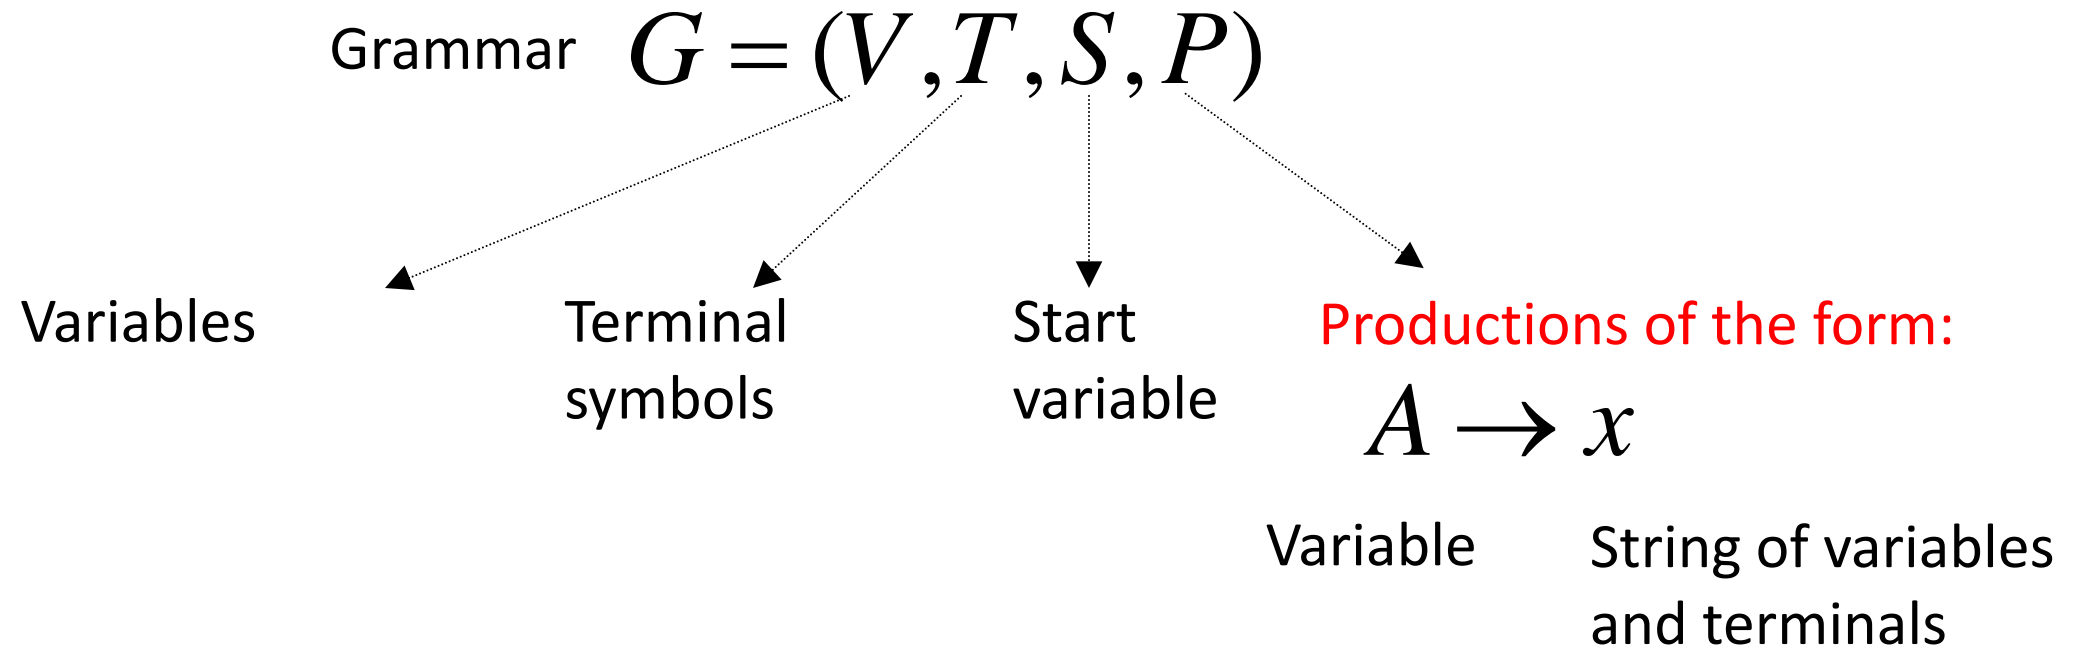 Grammar G = (V ,T ,S ,P)
Variables
Terminal
symbols
Start
variable
Productions of the form:
A → x
Variable
String of variables
and terminals